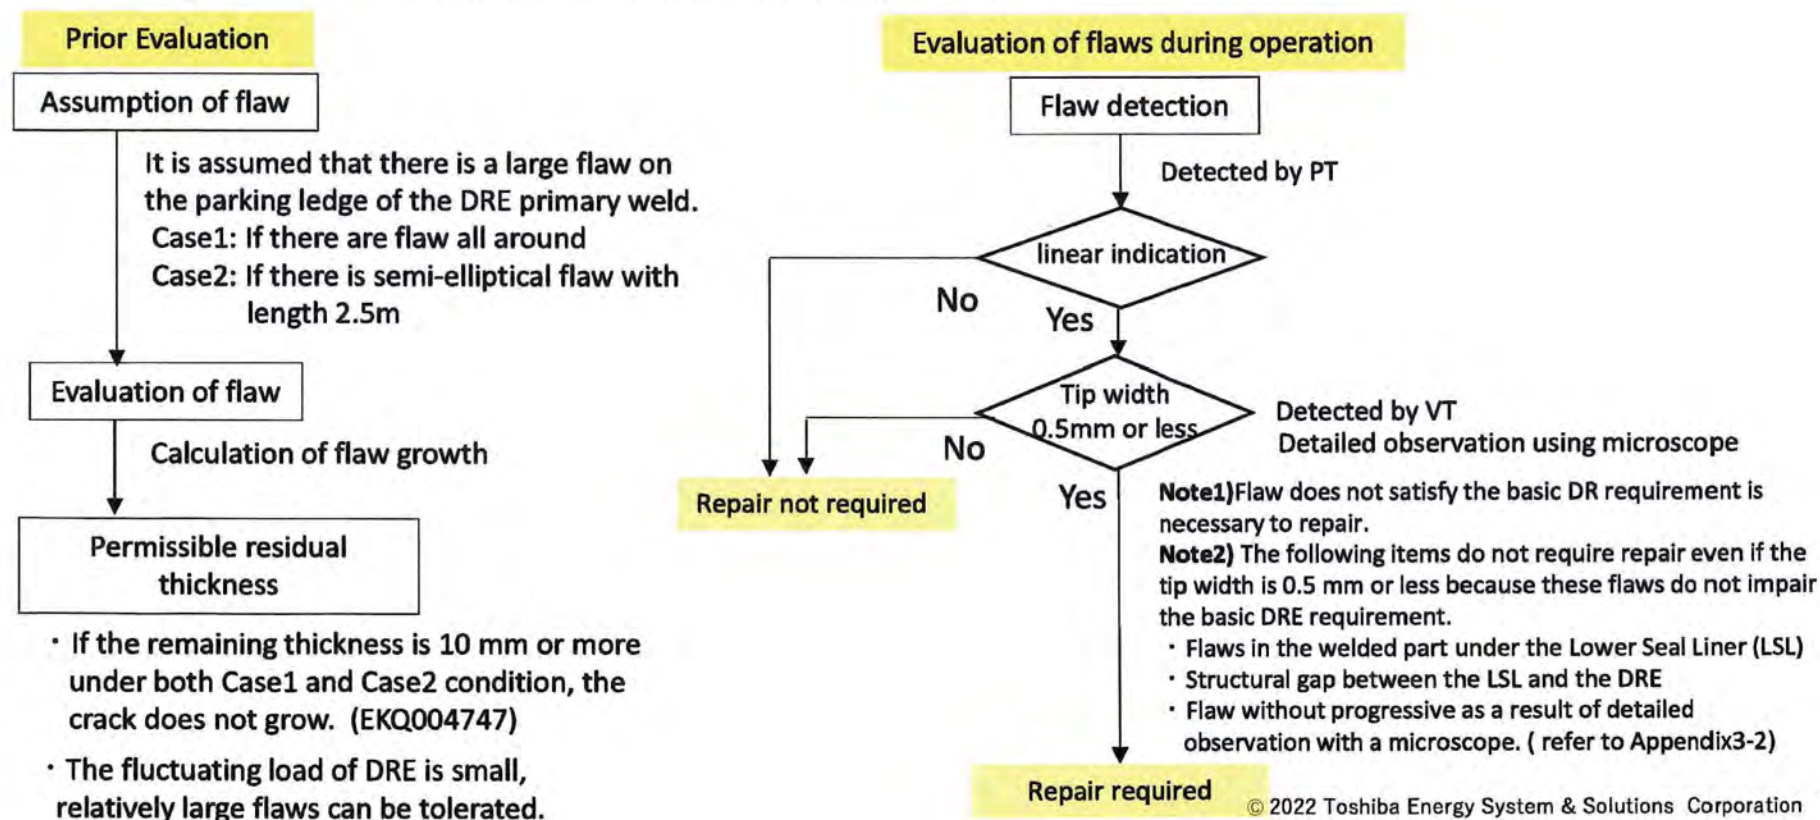 Prior Evaluation
Assumption of flaw
It is assumed that there is a large flaw on
the parking ledge of the DRE primary weld.
Case1: If there are flaw all around
Case2: If there is semi-elliptical flaw with
length 2.5m
Evaluation of flaw
Calculation of flaw growth
Permissible residual
thickness
・If the remaining thickness is 10 mm or more
under both Case1 and Case2 condition, the
crack does not grow. (EKQ004747)
・The fluctuating load of DRE is small,
relatively large flaws can be tolerated.
Evaluation of flaws during operation
Flaw detection
Detected by PT
linear indication
No
Yes
Tip width
0.5mm or less
Detected by VT
Detailed observation using microscope
No
Yes
Repair not required
Note1)Flaw does not satisfy the basic DR requirement is
necessary to repair.
Note2) The following items do not require repair even if the
tip width is 0.5 mm or less because these flaws do not impair
the basic DRE requirement.
・Flaws in the welded part under the Lower Seal Liner (LSL)
・Structural gap between the LSL and the DRE
・Flaw without progressive as a result of detailed
observation with a microscope. ( refer to Appendix3-2)
Repair required
© 2022 Toshiba Energy System & Solutions Corporation